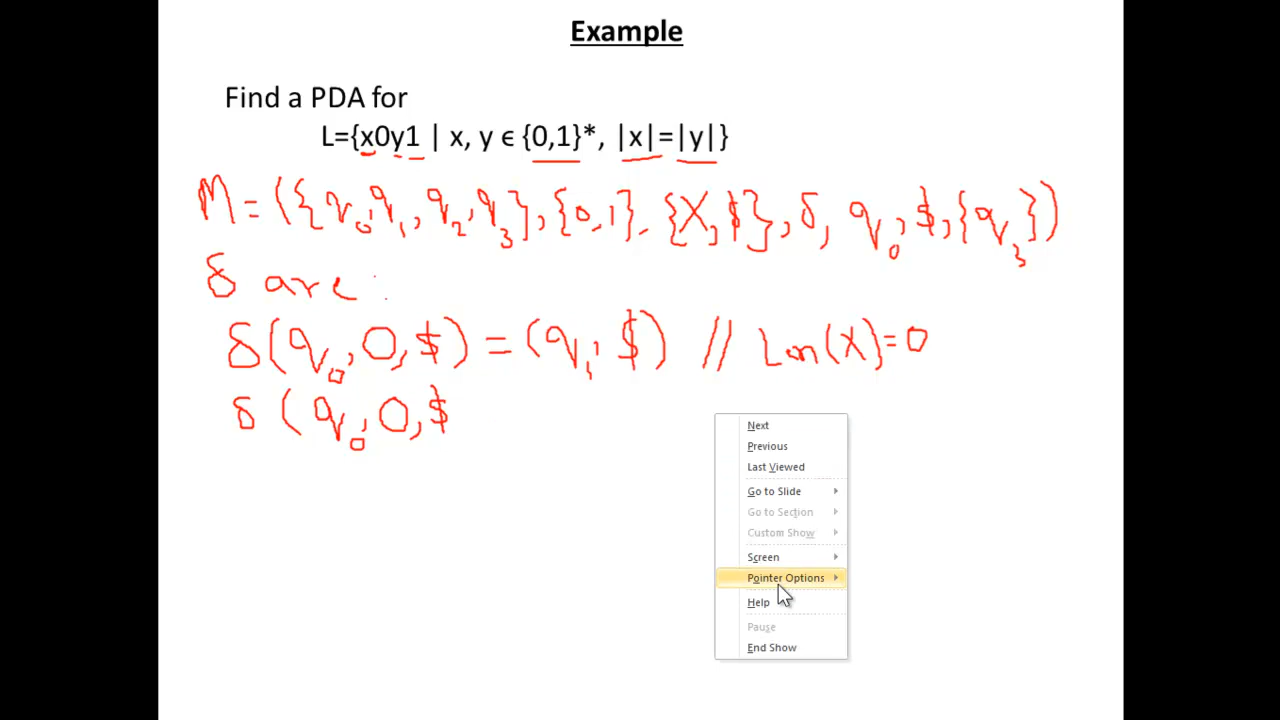 Example
Find a PDA for
L={x0y1 | x, y ϵ {0,1}*, |x|=|y|}
M=({q0,q1,q2,q3},{0,1}.{X,$},δ,q0,$,{q3})
δ are:
δ(q0,0,$)=(q1,$) // Len(X)=0
δ(q0,0,$
Next
Previous
Last Viewed
Go to Slide
Go to Section
Custom Show
Screen
Pointer Options
Help
Pause
End Show